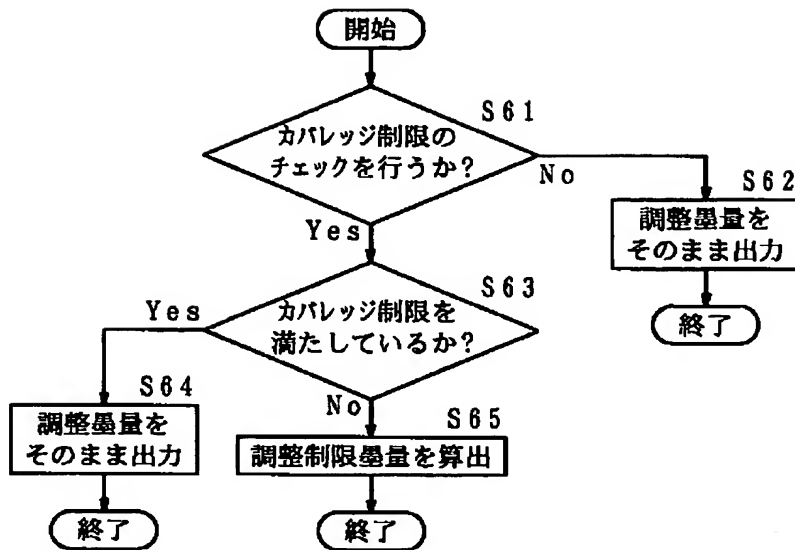 開始
S61
カバレッジ制限の
チェックを行うか?
No
S62
Yes
調整墨量を
そのまま出力
終了
S63
カバレッジ制限を
満たしているか?
Yes
S64
No
S65
調整墨量を
そのまま出力
調整制限墨量を算出
終了
終了